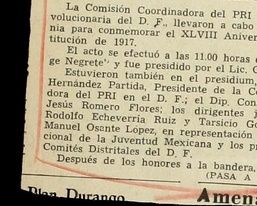 La Comisión Coordinadora del PRI
volucionaria del D. F., llevaron a cabo
nia para conmemorar el XLVIII Aniver
titución de 1917.
El acto se efectuó a las 11.00 horas
ge Negrete" y fue presidido por el Lic.
Estuvieron también en el presidium,
Hernández Partida, Presidente de la Co
dora del PRI en el D. F.; el Dip. Con
Jesús Romero Flores; los dirigentes j
Rodolfo Echeverría Ruiz y Tarsicio G
Manuel Osante López, en representación
cional de la Juventud Mexicana y los p
Comités Distritales del D. F.
Después de los honores a la bandera,
(PASA A
Plan Durango
Amena